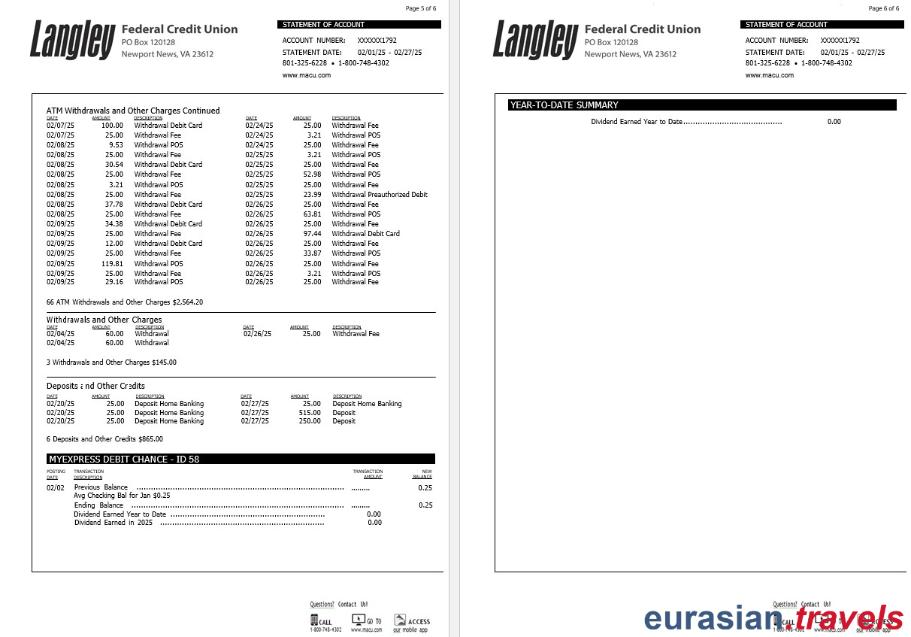 Page 5 of 6
Langley Federal Credit Union
PO Box 120128
Newport News, VA 23612
STATEMENT OF ACCOUNT
ACCOUNT NUMBER: XXXXXX1792
STATEMENT DATE: 02/01/25 - 02/27/25
801-325-6228 • 1-800-748-4302
www.macu.com
ATM Withdrawals and Other Charges Continued
DATE AMOUNT DESCRIPTION DATE AMOUNT DESCRIPTION
02/07/25 100.00 Withdrawal Debit Card 02/24/25 25.00 Withdrawal Fee
02/07/25 25.00 Withdrawal Fee 02/24/25 3.21 Withdrawal POS
02/08/25 9.53 Withdrawal POS 02/25/25 25.00 Withdrawal Fee
02/08/25 25.00 Withdrawal Fee 02/25/25 3.21 Withdrawal POS
02/08/25 30.54 Withdrawal Debit Card 02/25/25 25.00 Withdrawal Fee
02/08/25 25.00 Withdrawal Fee 02/25/25 52.98 Withdrawal POS
02/08/25 3.21 Withdrawal POS 02/25/25 25.00 Withdrawal Fee
02/08/25 25.00 Withdrawal Fee 02/25/25 23.99 Withdrawal Preauthorized Debit
02/08/25 37.78 Withdrawal Debit Card 02/26/25 25.00 Withdrawal Fee
02/08/25 25.00 Withdrawal Fee 02/26/25 63.81 Withdrawal POS
02/09/25 34.38 Withdrawal Debit Card 02/26/25 25.00 Withdrawal Fee
02/09/25 25.00 Withdrawal Fee 02/26/25 97.44 Withdrawal Debit Card
02/09/25 12.00 Withdrawal Debit Card 02/26/25 25.00 Withdrawal Fee
02/09/25 25.00 Withdrawal Fee 02/26/25 33.87 Withdrawal POS
02/09/25 119.81 Withdrawal POS 02/26/25 25.00 Withdrawal Fee
02/09/25 25.00 Withdrawal Fee 02/26/25 3.21 Withdrawal POS
02/09/25 29.16 Withdrawal POS 02/26/25 25.00 Withdrawal Fee
66 ATM Withdrawals and Other Charges $2,564.20
Withdrawals and Other Charges
DATE AMOUNT DESCRIPTION DATE AMOUNT DESCRIPTION
02/04/25 60.00 Withdrawal 02/26/25 25.00 Withdrawal Fee
02/04/25 60.00 Withdrawal
3 Withdrawals and Other Charges $145.00
Deposits and Other Credits
DATE AMOUNT DESCRIPTION DATE AMOUNT DESCRIPTION
02/20/25 25.00 Deposit Home Banking 02/27/25 25.00 Deposit Home Banking
02/20/25 25.00 Deposit Home Banking 02/27/25 515.00 Deposit
02/20/25 25.00 Deposit Home Banking 02/27/25 250.00 Deposit
6 Deposits and Other Credits $865.00
MYEXPRESS DEBIT CHANCE - ID 58
POSTING DATE TRANSACTION DESCRIPTION TRANSACTION AMOUNT NEW BALANCE
02/02 Previous Balance 0.25
Avg Checking Bal for Jan $0.25
Ending Balance 0.25
Dividend Earned Year to Date 0.00
Dividend Earned in 2025 0.00
Questions? Contact Us!
CALL GO TO ACCESS
1-800-748-4302 www.macu.com our mobile app
Page 6 of 6
Langley Federal Credit Union
PO Box 120128
Newport News, VA 23612
STATEMENT OF ACCOUNT
ACCOUNT NUMBER: XXXXXX1792
STATEMENT DATE: 02/01/25 - 02/27/25
801-325-6228 • 1-800-748-4302
www.macu.com
YEAR-TO-DATE SUMMARY
Dividend Earned Year to Date 0.00
Questions? Contact Us!
eurasian.travels